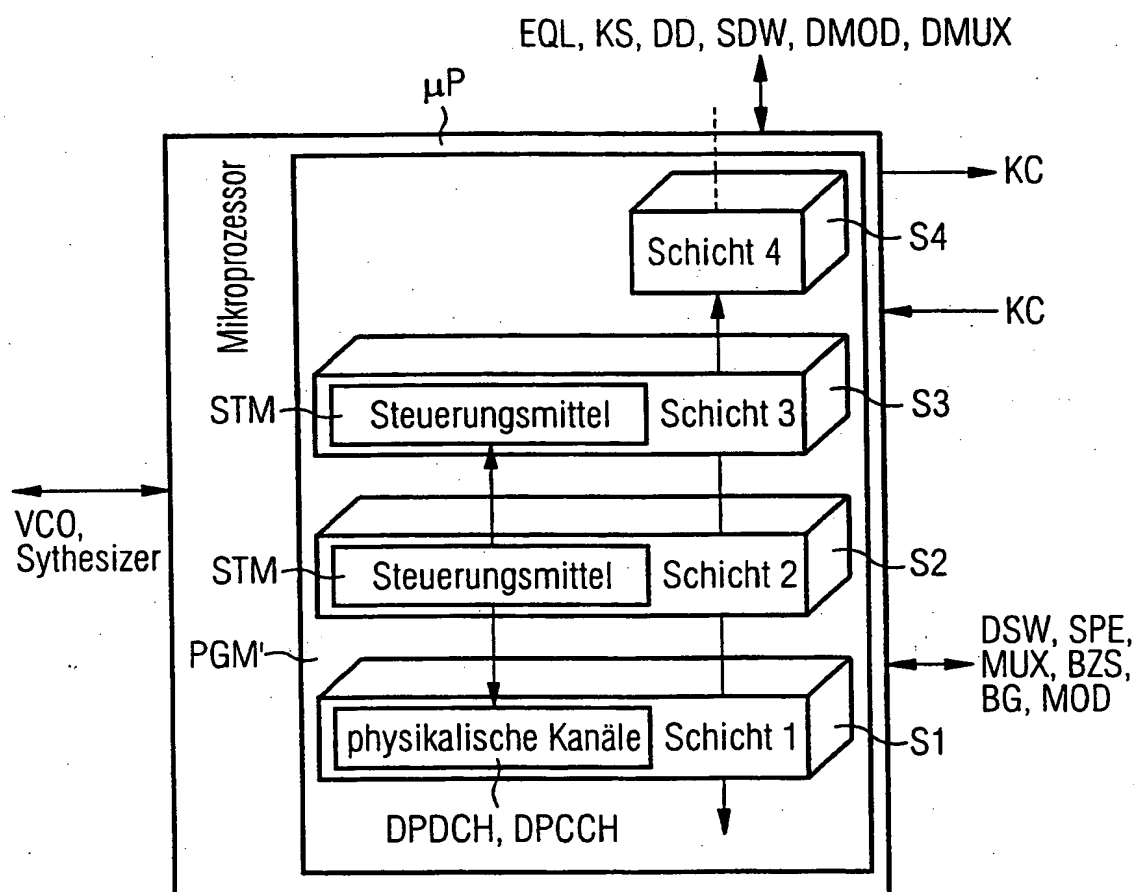 EQL, KS, DD, SDW, DMOD, DMUX
µP
Mikroprozessor
KC
Schicht 4
S4
KC
STM
Steuerungsmittel
Schicht 3
S3
VCO,
Sythesizer
STM
Steuerungsmittel
Schicht 2
S2
PGM'
DSW, SPE,
MUX, BZS,
BG, MOD
physikalische Kanäle
Schicht 1
S1
DPDCH, DPCCH